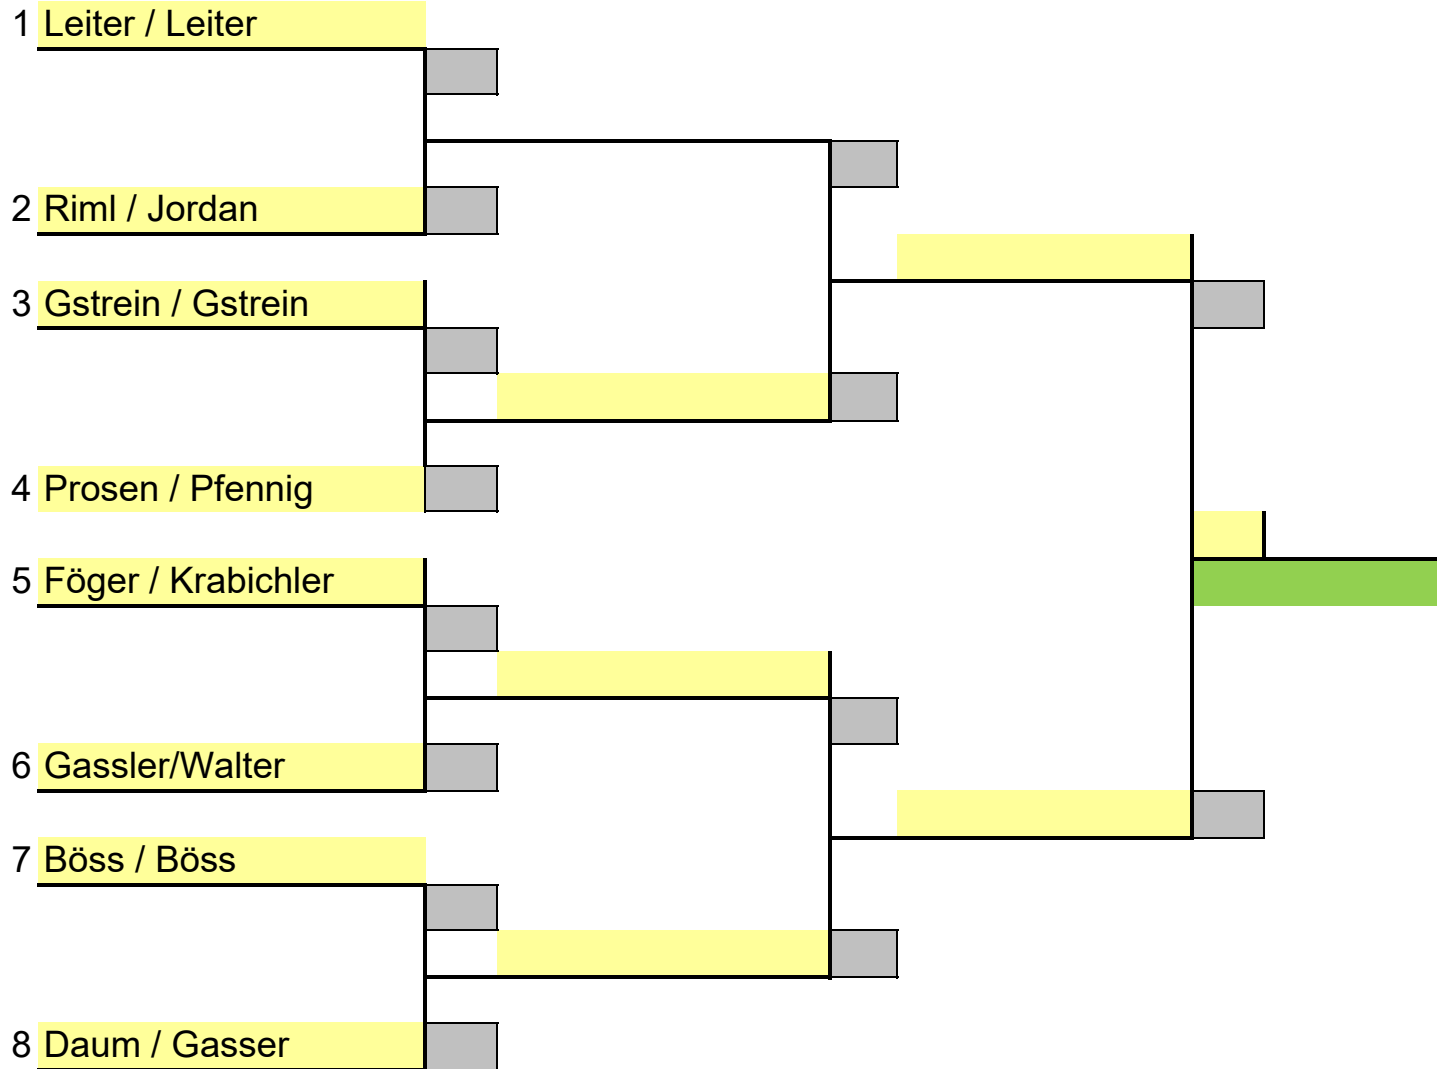 1 Leiter / Leiter
2 Riml / Jordan
3 Gstrein / Gstrein
4 Prosen / Pfennig
5 Föger / Krabichler
6 Gassler/Walter
7 Böss / Böss
8 Daum / Gasser